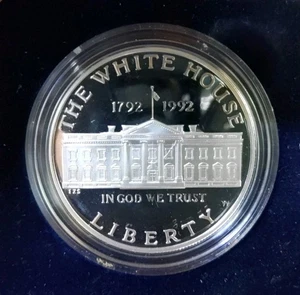 THE WHITE HOUSE
1792 1992
IN GOD WE TRUST
LIBERTY